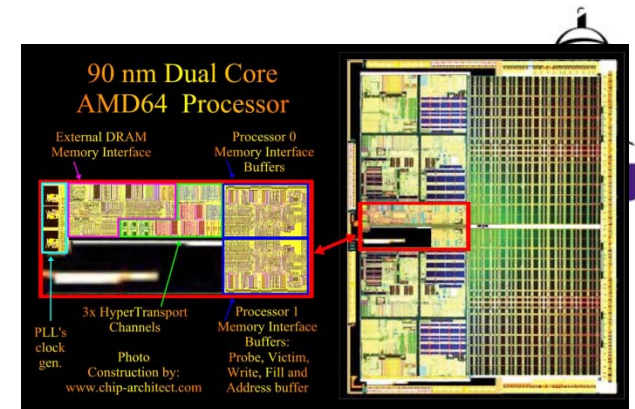 90 nm Dual Core
AMD64 Processor
External DRAM
Memory Interface
Processor 0
Memory Interface
Buffers
3x HyperTransport
Channels
PLL's
clock
gen.
Photo
Construction by:
www.chip-architect.com
Processor 1
Memory Interface
Buffers:
Probe, Victim,
Write, Fill and
Address buffer